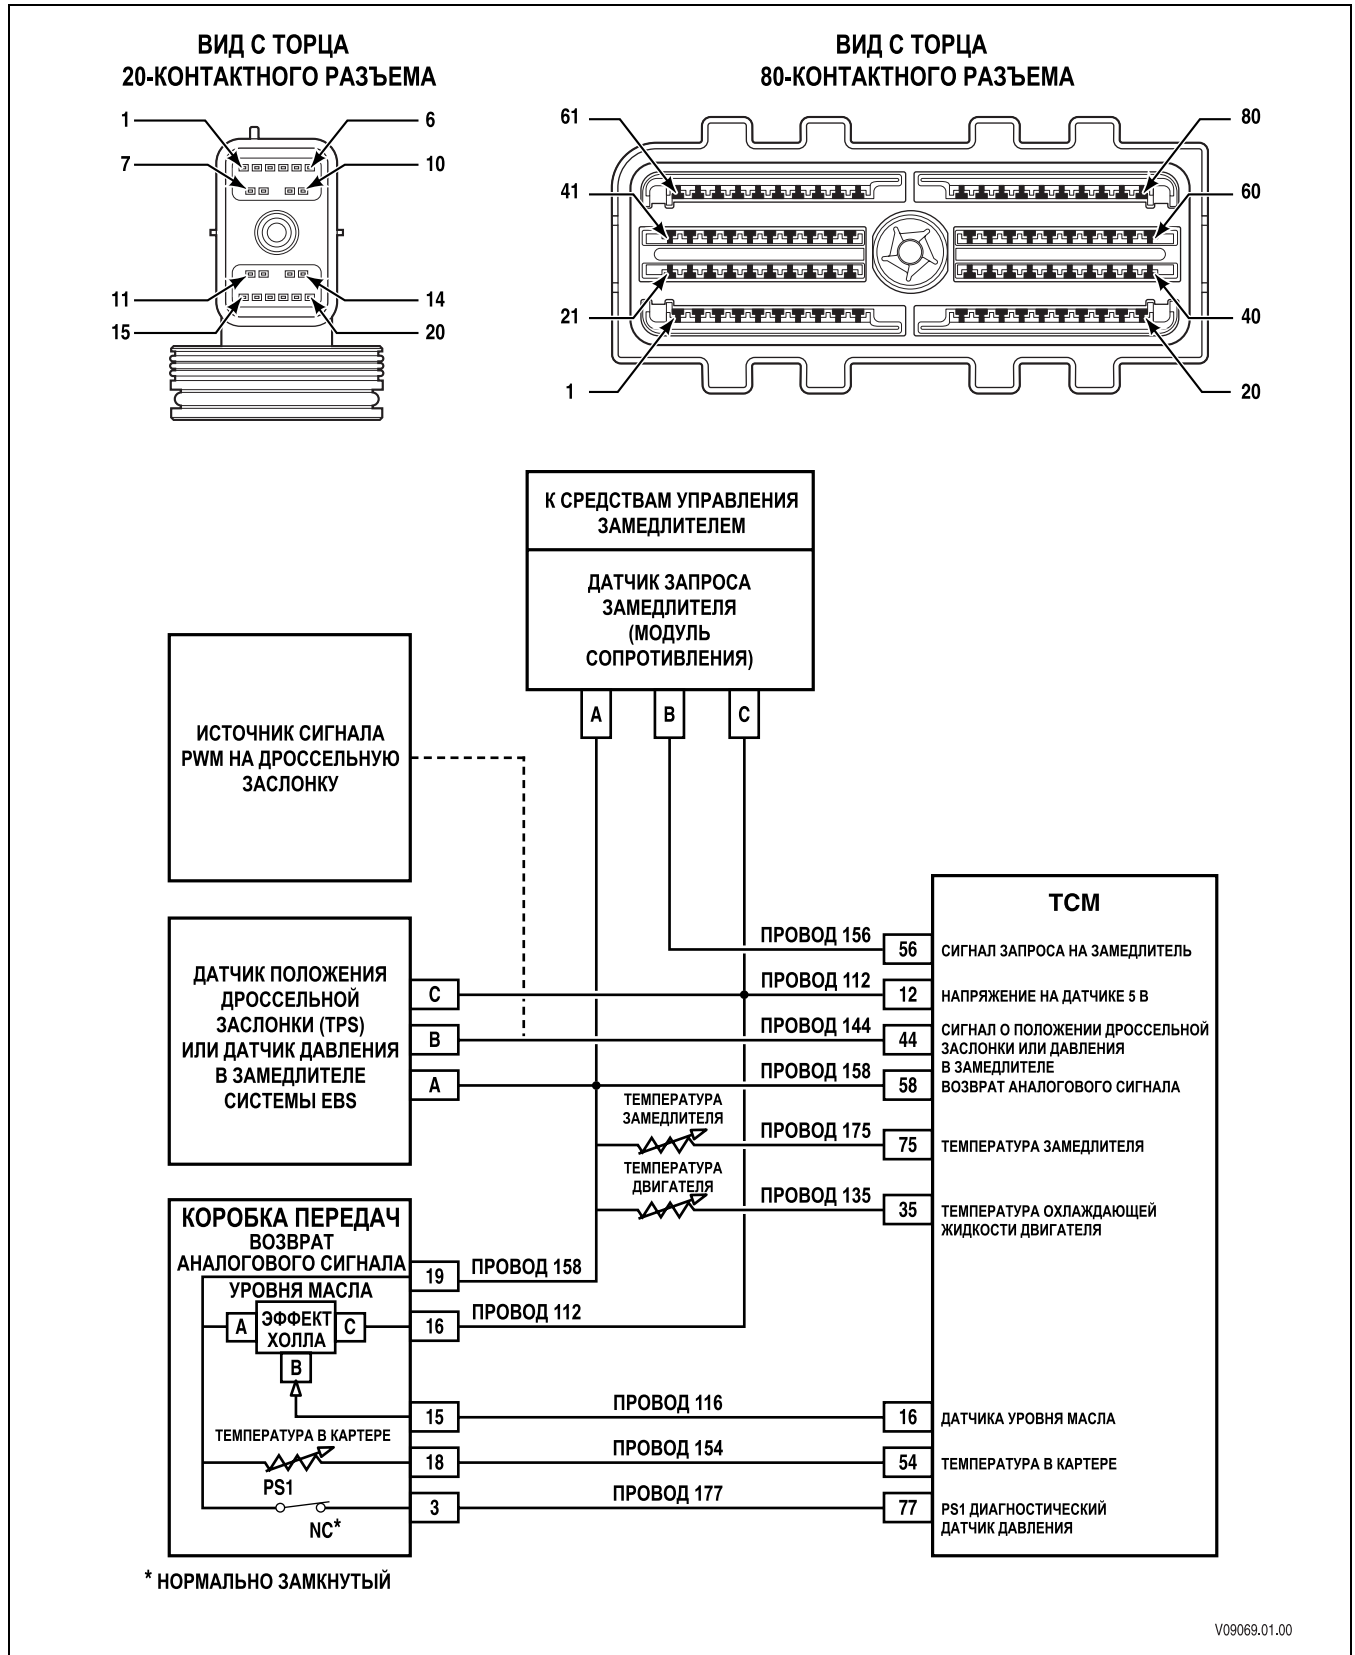 ВИД С ТОРЦА
20-КОНТАКТНОГО РАЗЪЕМА
ВИД С ТОРЦА
80-КОНТАКТНОГО РАЗЪЕМА
1
6
7
10
11
14
15
20
61
80
41
60
21
40
1
20
К СРЕДСТВАМ УПРАВЛЕНИЯ
ЗАМЕДЛИТЕЛЕМ
ДАТЧИК ЗАПРОСА
ЗАМЕДЛИТЕЛЯ
(МОДУЛЬ
СОПРОТИВЛЕНИЯ)
A
B
C
ИСТОЧНИК СИГНАЛА
PWM НА ДРОССЕЛЬНУЮ
ЗАСЛОНКУ
ДАТЧИК ПОЛОЖЕНИЯ
ДРОССЕЛЬНОЙ
ЗАСЛОНКИ (TPS)
ИЛИ ДАТЧИК ДАВЛЕНИЯ
В ЗАМЕДЛИТЕЛЕ
СИСТЕМЫ EBS
C
B
A
TCM
ПРОВОД 156
56
СИГНАЛ ЗАПРОСА НА ЗАМЕДЛИТЕЛЬ
ПРОВОД 112
12
НАПРЯЖЕНИЕ НА ДАТЧИКЕ 5 В
ПРОВОД 144
44
СИГНАЛ О ПОЛОЖЕНИИ ДРОССЕЛЬНОЙ
ЗАСЛОНКИ ИЛИ ДАВЛЕНИЯ
В ЗАМЕДЛИТЕЛЕ
ПРОВОД 158
58
ВОЗВРАТ АНАЛОГОВОГО СИГНАЛА
ТЕМПЕРАТУРА
ЗАМЕДЛИТЕЛЯ
ПРОВОД 175
75
ТЕМПЕРАТУРА ЗАМЕДЛИТЕЛЯ
ТЕМПЕРАТУРА
ДВИГАТЕЛЯ
ПРОВОД 135
35
ТЕМПЕРАТУРА ОХЛАЖДАЮЩЕЙ
ЖИДКОСТИ ДВИГАТЕЛЯ
КОРОБКА ПЕРЕДАЧ
ВОЗВРАТ
АНАЛОГОВОГО СИГНАЛА
19
ПРОВОД 158
УРОВНЯ МАСЛА
A
ЭФФЕКТ
ХОЛЛА
C
B
16
ПРОВОД 112
15
ПРОВОД 116
16
ДАТЧИКА УРОВНЯ МАСЛА
ТЕМПЕРАТУРА В КАРТЕРЕ
18
ПРОВОД 154
54
ТЕМПЕРАТУРА В КАРТЕРЕ
PS1
NC*
3
ПРОВОД 177
77
PS1 ДИАГНОСТИЧЕСКИЙ
ДАТЧИК ДАВЛЕНИЯ
* НОРМАЛЬНО ЗАМКНУТЫЙ
V09069.01.00